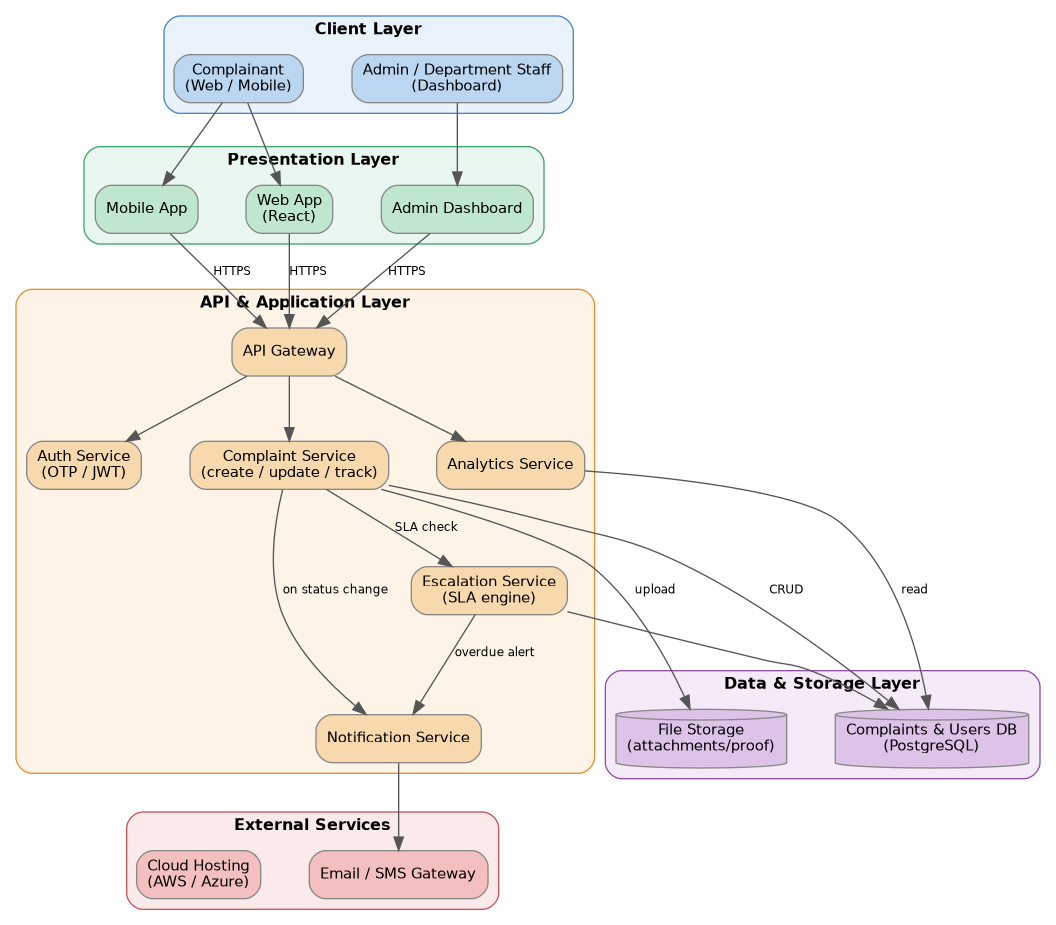 Client Layer
Complainant
(Web / Mobile)
Admin / Department Staff
(Dashboard)
Presentation Layer
Mobile App
Web App
(React)
Admin Dashboard
HTTPS
HTTPS
HTTPS
API & Application Layer
API Gateway
Auth Service
(OTP / JWT)
Complaint Service
(create / update / track)
Analytics Service
SLA check
Escalation Service
(SLA engine)
on status change
upload
CRUD
read
overdue alert
Data & Storage Layer
File Storage
(attachments/proof)
Complaints & Users DB
(PostgreSQL)
Notification Service
External Services
Cloud Hosting
(AWS / Azure)
Email / SMS Gateway